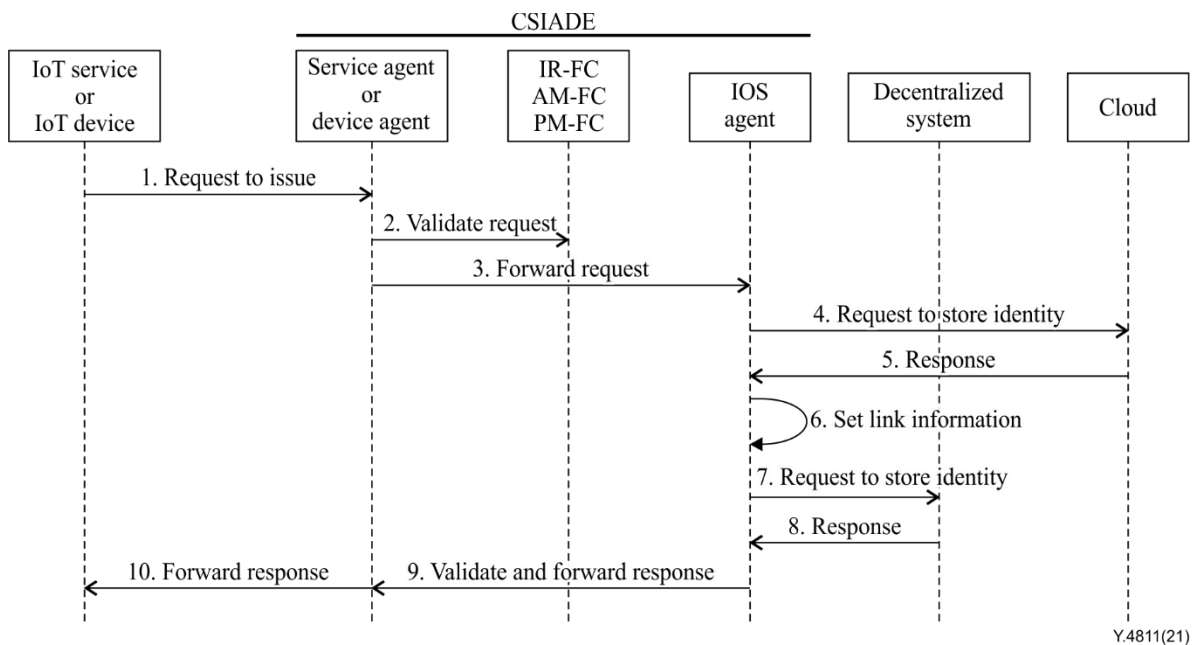 CSIADE
IoT service
or
IoT device
Service agent
or
device agent
IR-FC
AM-FC
PM-FC
IOS
agent
Decentralized
system
Cloud
1. Request to issue
2. Validate request
3. Forward request
4. Request to store identity
5. Response
6. Set link information
7. Request to store identity
8. Response
9. Validate and forward response
10. Forward response
Y.4811(21)